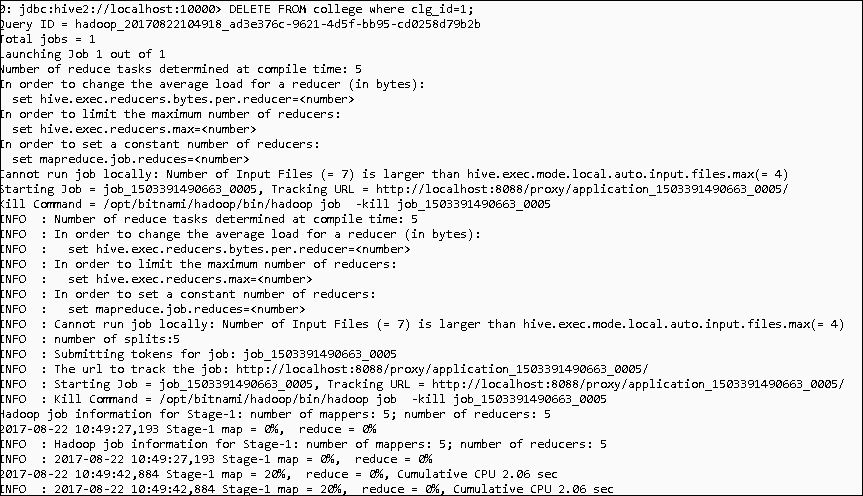 0: jdbc:hive2://localhost:10000> DELETE FROM college where clg_id=1;
Query ID = hadoop_20170822104918_ad3e376c-9621-4d5f-bb95-cd0258d79b2b
Total jobs = 1
Launching Job 1 out of 1
Number of reduce tasks determined at compile time: 5
In order to change the average load for a reducer (in bytes):
  set hive.exec.reducers.bytes.per.reducer=<number>
In order to limit the maximum number of reducers:
  set hive.exec.reducers.max=<number>
In order to set a constant number of reducers:
  set mapreduce.job.reduces=<number>
Cannot run job locally: Number of Input Files (= 7) is larger than hive.exec.mode.local.auto.input.files.max(= 4)
Starting Job = job_1503391490663_0005, Tracking URL = http://localhost:8088/proxy/application_1503391490663_0005/
Kill Command = /opt/bitnami/hadoop/bin/hadoop job  -kill job_1503391490663_0005
INFO  : Number of reduce tasks determined at compile time: 5
INFO  : In order to change the average load for a reducer (in bytes):
INFO  :   set hive.exec.reducers.bytes.per.reducer=<number>
INFO  : In order to limit the maximum number of reducers:
INFO  :   set hive.exec.reducers.max=<number>
INFO  : In order to set a constant number of reducers:
INFO  :   set mapreduce.job.reduces=<number>
INFO  : Cannot run job locally: Number of Input Files (= 7) is larger than hive.exec.mode.local.auto.input.files.max(= 4)
INFO  : number of splits:5
INFO  : Submitting tokens for job: job_1503391490663_0005
INFO  : The url to track the job: http://localhost:8088/proxy/application_1503391490663_0005/
INFO  : Starting Job = job_1503391490663_0005, Tracking URL = http://localhost:8088/proxy/application_1503391490663_0005/
INFO  : Kill Command = /opt/bitnami/hadoop/bin/hadoop job  -kill job_1503391490663_0005
Hadoop job information for Stage-1: number of mappers: 5; number of reducers: 5
2017-08-22 10:49:27,193 Stage-1 map = 0%,  reduce = 0%
INFO  : Hadoop job information for Stage-1: number of mappers: 5; number of reducers: 5
INFO  : 2017-08-22 10:49:27,193 Stage-1 map = 0%,  reduce = 0%
2017-08-22 10:49:42,884 Stage-1 map = 20%,  reduce = 0%, Cumulative CPU 2.06 sec
INFO  : 2017-08-22 10:49:42,884 Stage-1 map = 20%,  reduce = 0%, Cumulative CPU 2.06 sec